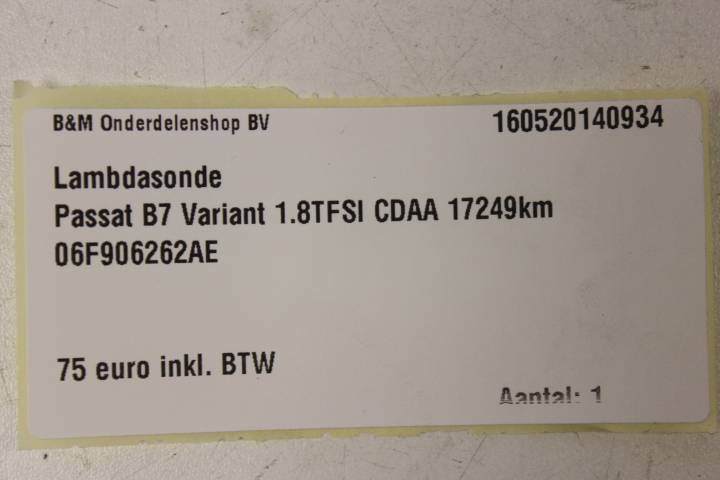 B&M Onderdelenshop BV 160520140934
Lambdasonde
Passat B7 Variant 1.8TFSI CDAA 17249km
06F906262AE
75 euro inkl. BTW
Aantal: 1